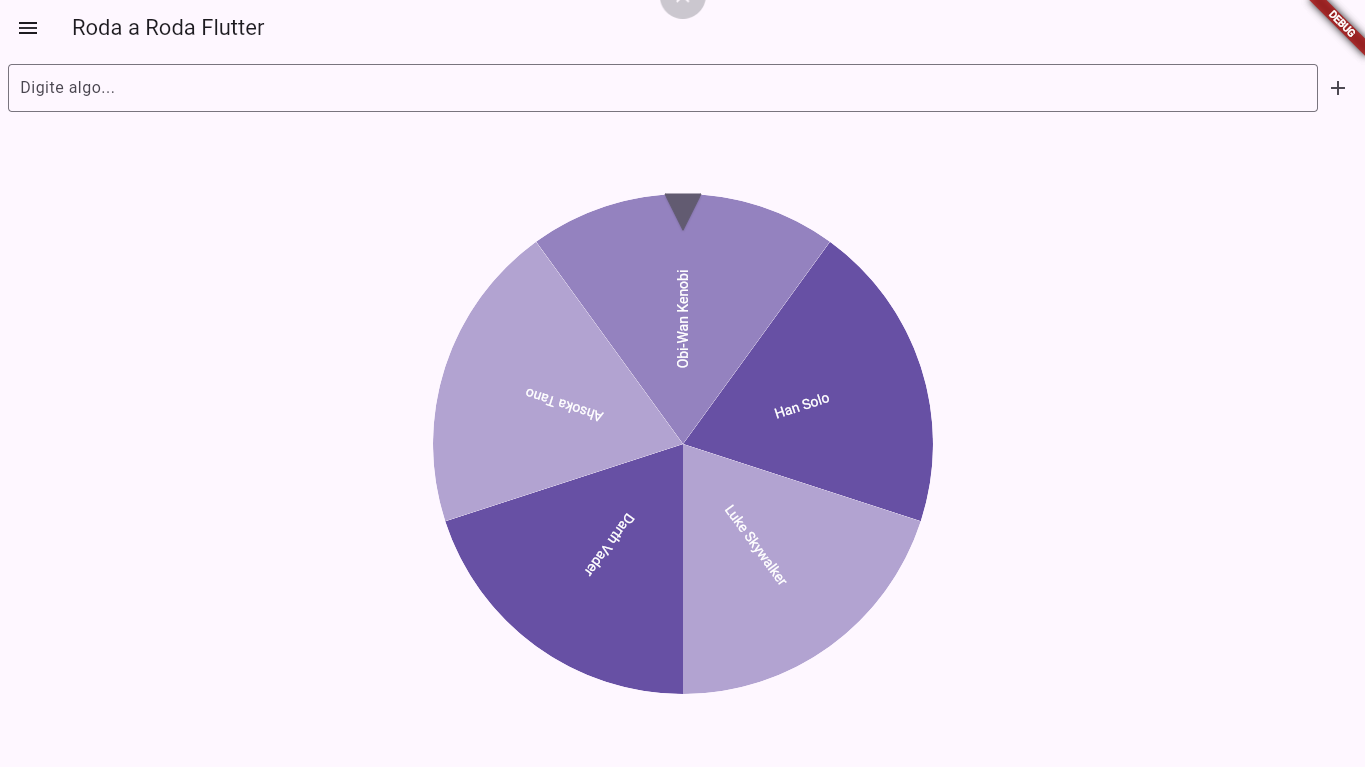 Roda a Roda Flutter
DEBUG
Digite algo...
Obi-Wan Kenobi
Han Solo
Luke Skywalker
Darth Vader
Ahsoka Tano